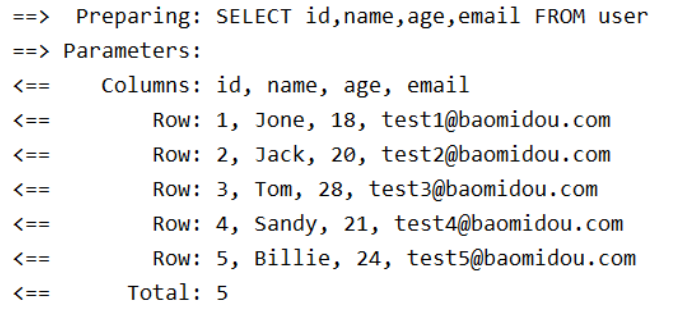 ==>  Preparing: SELECT id,name,age,email FROM user
==> Parameters:
<==    Columns: id, name, age, email
<==        Row: 1, Jone, 18, test1@baomidou.com
<==        Row: 2, Jack, 20, test2@baomidou.com
<==        Row: 3, Tom, 28, test3@baomidou.com
<==        Row: 4, Sandy, 21, test4@baomidou.com
<==        Row: 5, Billie, 24, test5@baomidou.com
<==      Total: 5